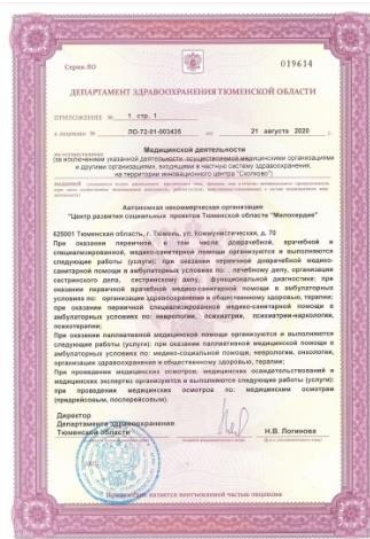 Серия ЛО
019614
ДЕПАРТАМЕНТ ЗДРАВООХРАНЕНИЯ ТЮМЕНСКОЙ ОБЛАСТИ
ПРИЛОЖЕНИЕ № 1 стр. 1
к лицензии № ЛО-72-01-003435 от 21 августа 2020 г.
на осуществление Медицинской деятельности
(за исключением указанной деятельности, осуществляемой медицинскими организациями
и другими организациями, входящими в частную систему здравоохранения,
на территории инновационного центра "Сколково")
Автономная некоммерческая организация
"Центр развития социальных проектов Тюменской области "Милосердие"
625001 Тюменская область, г. Тюмень, ул. Коммунистическая, д. 70
При оказании первичной, в том числе доврачебной, врачебной и
специализированной, медико-санитарной помощи организуются и выполняются
следующие работы (услуги): при оказании первичной доврачебной медико-
санитарной помощи в амбулаторных условиях по: лечебному делу, организации
сестринского дела, сестринскому делу, функциональной диагностике; при
оказании первичной врачебной медико-санитарной помощи в амбулаторных
условиях по: организации здравоохранения и общественному здоровью, терапии;
при оказании первичной специализированной медико-санитарной помощи в
амбулаторных условиях по: неврологии, психиатрии, психиатрии-наркологии,
психотерапии;
При оказании паллиативной медицинской помощи организуются и выполняются
следующие работы (услуги): при оказании паллиативной медицинской помощи в
амбулаторных условиях по: медико-социальной помощи, неврологии, онкологии,
организации здравоохранения и общественному здоровью, терапии;
При проведении медицинских осмотров, медицинских освидетельствований и
медицинских экспертиз организуются и выполняются следующие работы (услуги):
при проведении медицинских осмотров по: медицинским осмотрам
(предрейсовым, послерейсовым).
Директор
Департамента здравоохранения
Тюменской области
Н.В. Логинова
Приложение является неотъемлемой частью лицензии